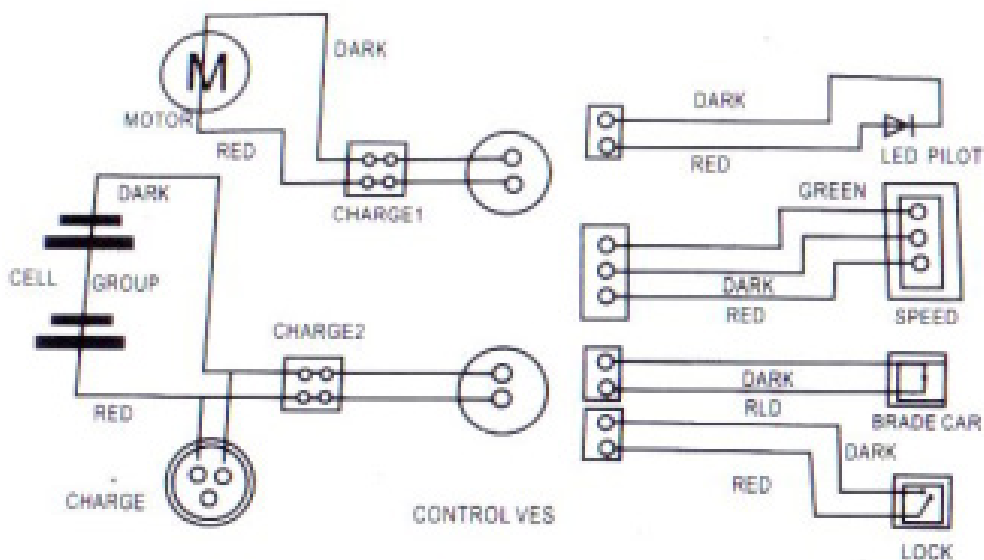 DARK
M
MOTOR
RED
CHARGE1
DARK
CELL GROUP
CHARGE2
RED
CHARGE
CONTROL VES
DARK
RED
LED PILOT
GREEN
DARK
RED
SPEED
DARK
RLD
BRADE CAR
DARK
RED
LOCK